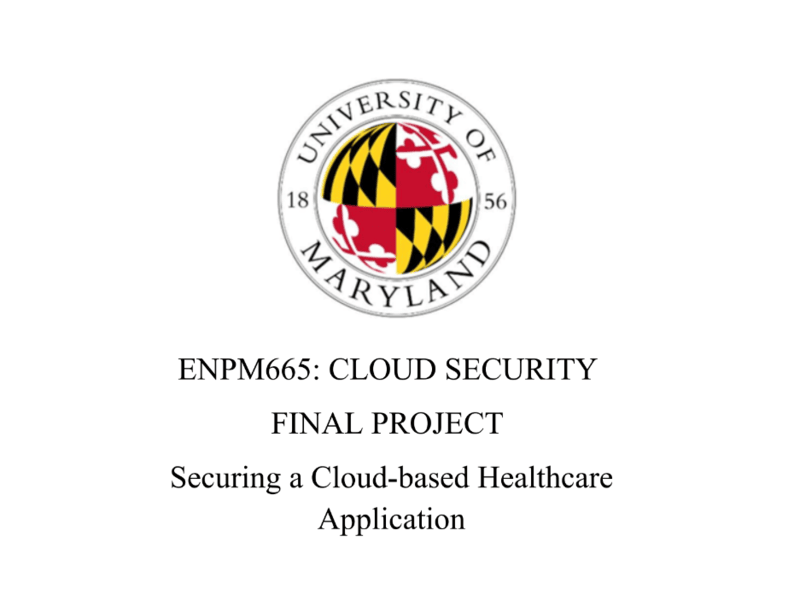 UNIVERSITY OF
18 56
MARYLAND
ENPM665: CLOUD SECURITY
FINAL PROJECT
Securing a Cloud-based Healthcare
Application